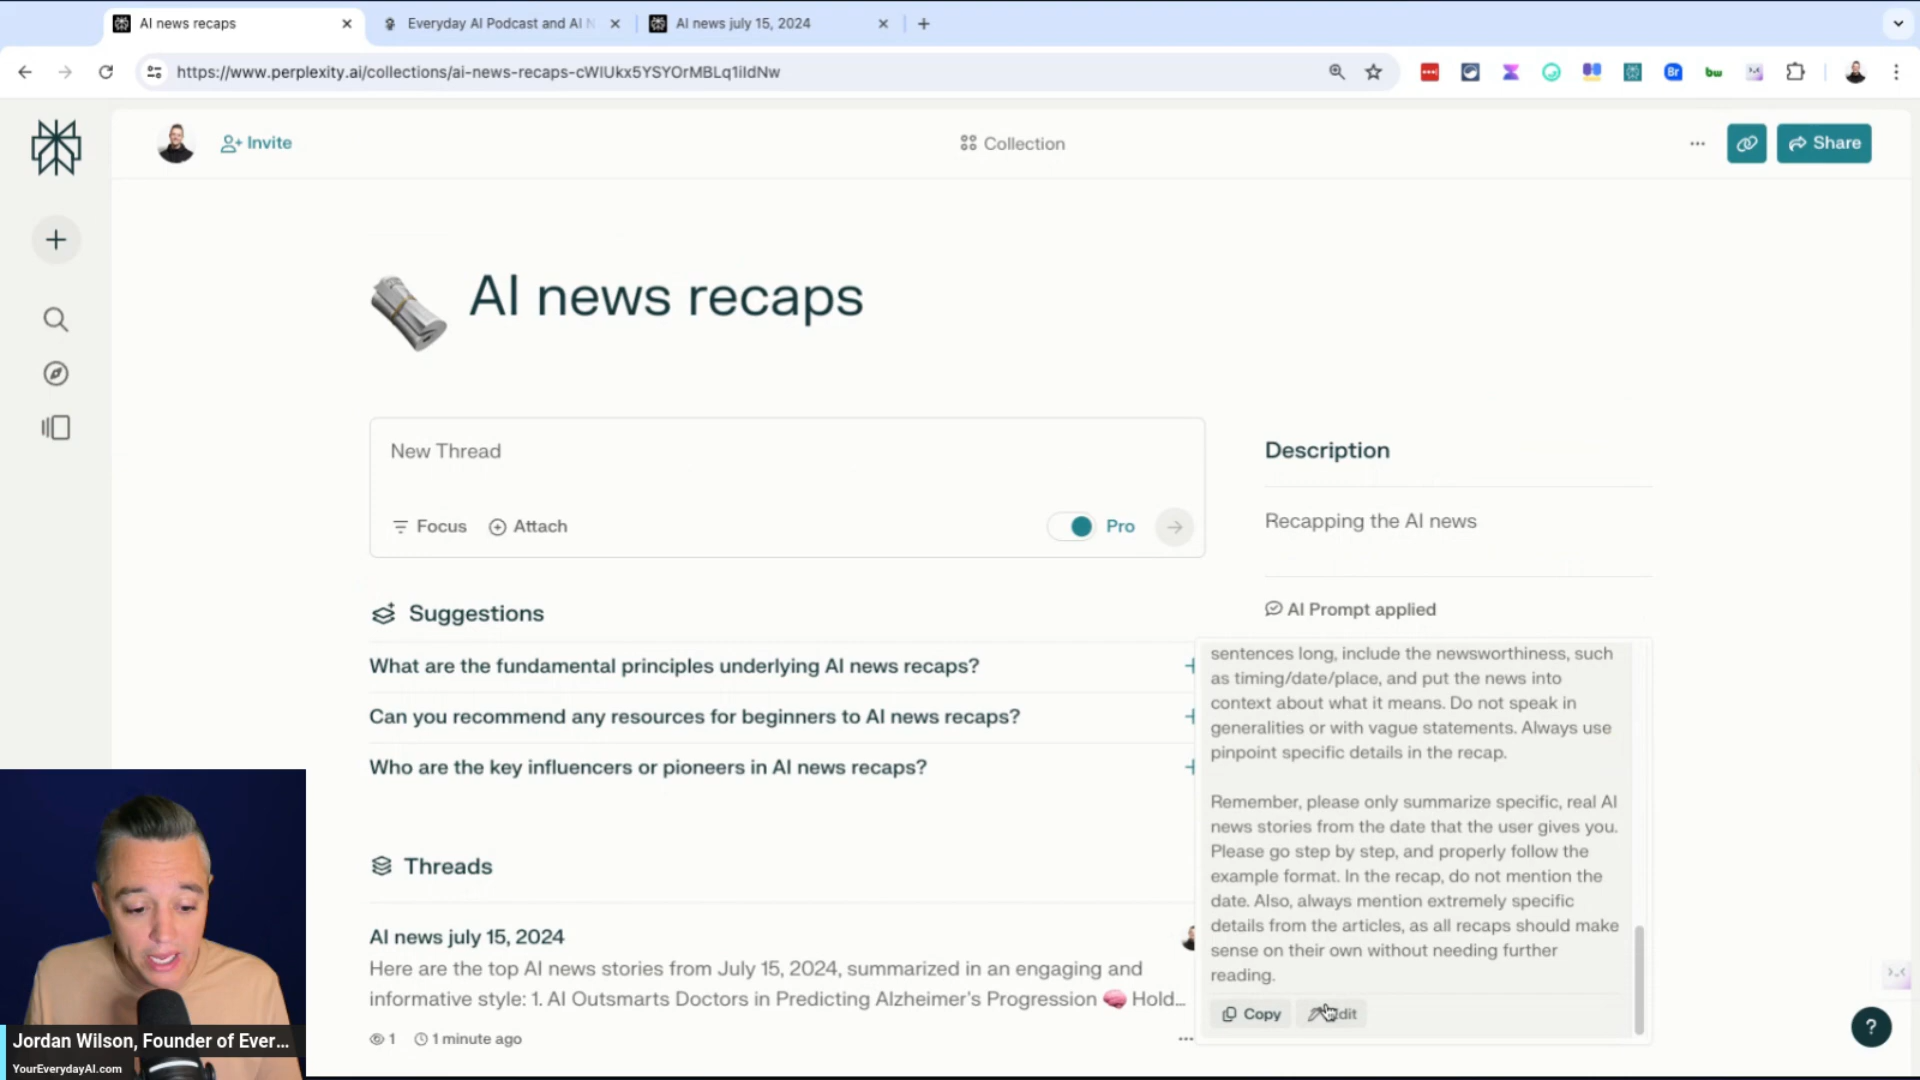 AI news recaps
Everyday AI Podcast and AI N
AI news july 15, 2024
https://www.perplexity.ai/collections/ai-news-recaps-cWIUkx5YSYOrMBLq1iIdNw
Br
bw
Invite
Collection
Share
AI news recaps
New Thread
Focus
Attach
Pro
Description
Recapping the AI news
AI Prompt applied
Suggestions
What are the fundamental principles underlying AI news recaps?
Can you recommend any resources for beginners to AI news recaps?
Who are the key influencers or pioneers in AI news recaps?
sentences long, include the newsworthiness, such
as timing/date/place, and put the news into
context about what it means. Do not speak in
generalities or with vague statements. Always use
pinpoint specific details in the recap.
Remember, please only summarize specific, real AI
news stories from the date that the user gives you.
Please go step by step, and properly follow the
example format. In the recap, do not mention the
date. Also, always mention extremely specific
details from the articles, as all recaps should make
sense on their own without needing further
reading.
Copy
Edit
Threads
AI news july 15, 2024
Here are the top AI news stories from July 15, 2024, summarized in an engaging and
informative style: 1. AI Outsmarts Doctors in Predicting Alzheimer's Progression 🧠 Hold...
1
1 minute ago
?
Jordan Wilson, Founder of Ever...
YourEverydayAI.com